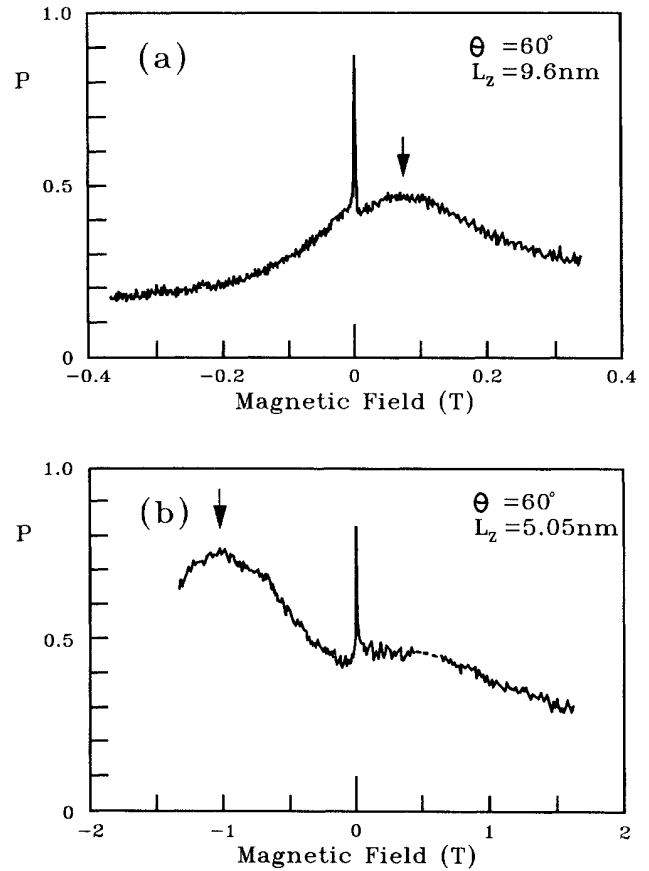 1.0
(a)
Θ =60°
L_z =9.6nm
P
0.5
0
−0.4
−0.2
0
0.2
0.4
Magnetic Field (T)
1.0
(b)
Θ =60°
L_z =5.05nm
P
0.5
0
−2
−1
0
1
2
Magnetic Field (T)